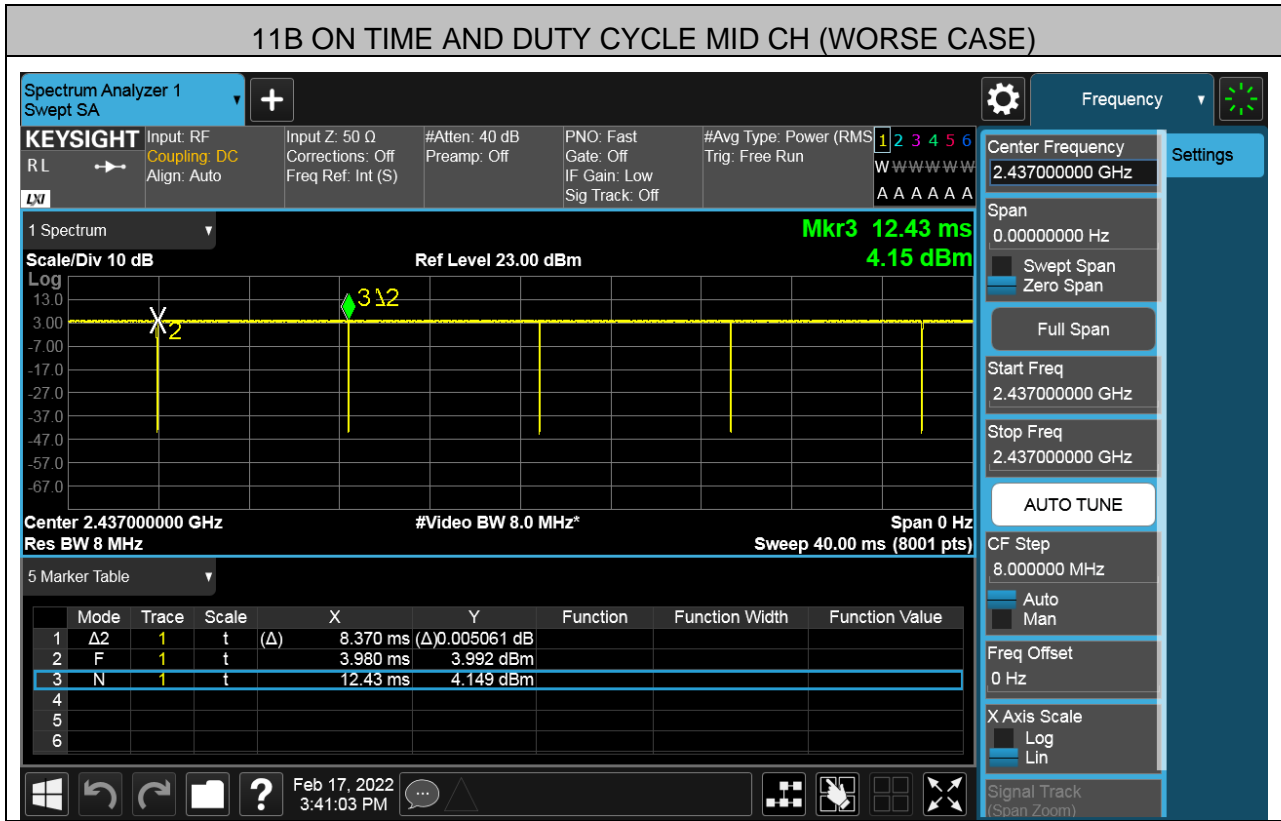 11B ON TIME AND DUTY CYCLE MID CH (WORSE CASE)
Spectrum Analyzer 1
Swept SA
Frequency
KEYSIGHT
RL
LXI
Input: RF
Coupling: DC
Align: Auto
Input Z: 50 Ω
Corrections: Off
Freq Ref: Int (S)
#Atten: 40 dB
Preamp: Off
PNO: Fast
Gate: Off
IF Gain: Low
Sig Track: Off
#Avg Type: Power (RMS
Trig: Free Run
1 2 3 4 5 6
W W W W W W
A A A A A A
1 Spectrum
Mkr3 12.43 ms
4.15 dBm
Scale/Div 10 dB
Ref Level 23.00 dBm
Log
13.0
3.00
-7.00
-17.0
-27.0
-37.0
-47.0
-57.0
-67.0
X2
3Δ2
Center 2.437000000 GHz
#Video BW 8.0 MHz*
Span 0 Hz
Res BW 8 MHz
Sweep 40.00 ms (8001 pts)
5 Marker Table
Mode Trace Scale X Y Function Function Width Function Value
1 Δ2 1 t (Δ) 8.370 ms (Δ)0.005061 dB
2 F 1 t 3.980 ms 3.992 dBm
3 N 1 t 12.43 ms 4.149 dBm
4
5
6
Feb 17, 2022
3:41:03 PM
Center Frequency
2.437000000 GHz
Settings
Span
0.00000000 Hz
Swept Span
Zero Span
Full Span
Start Freq
2.437000000 GHz
Stop Freq
2.437000000 GHz
AUTO TUNE
CF Step
8.000000 MHz
Auto
Man
Freq Offset
0 Hz
X Axis Scale
Log
Lin
Signal Track
(Span Zoom)